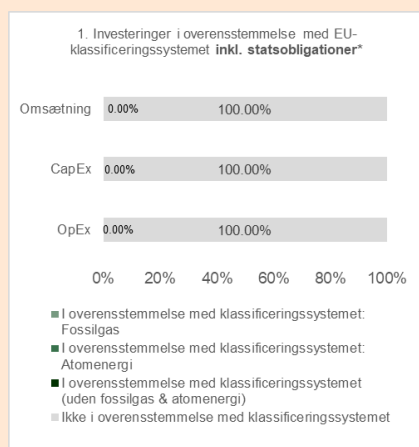 1. Investeringer i overensstemmelse med EU-
klassificeringssystemet inkl. statsobligationer*
Omsætning 0.00% 100.00%
CapEx 0.00% 100.00%
OpEx 0.00% 100.00%
0% 20% 40% 60% 80% 100%
I overensstemmelse med klassificeringssystemet:
Fossilgas
I overensstemmelse med klassificeringssystemet:
Atomenergi
I overensstemmelse med klassificeringssystemet
(uden fossilgas & atomenergi)
Ikke i overensstemmelse med klassificeringssystemet